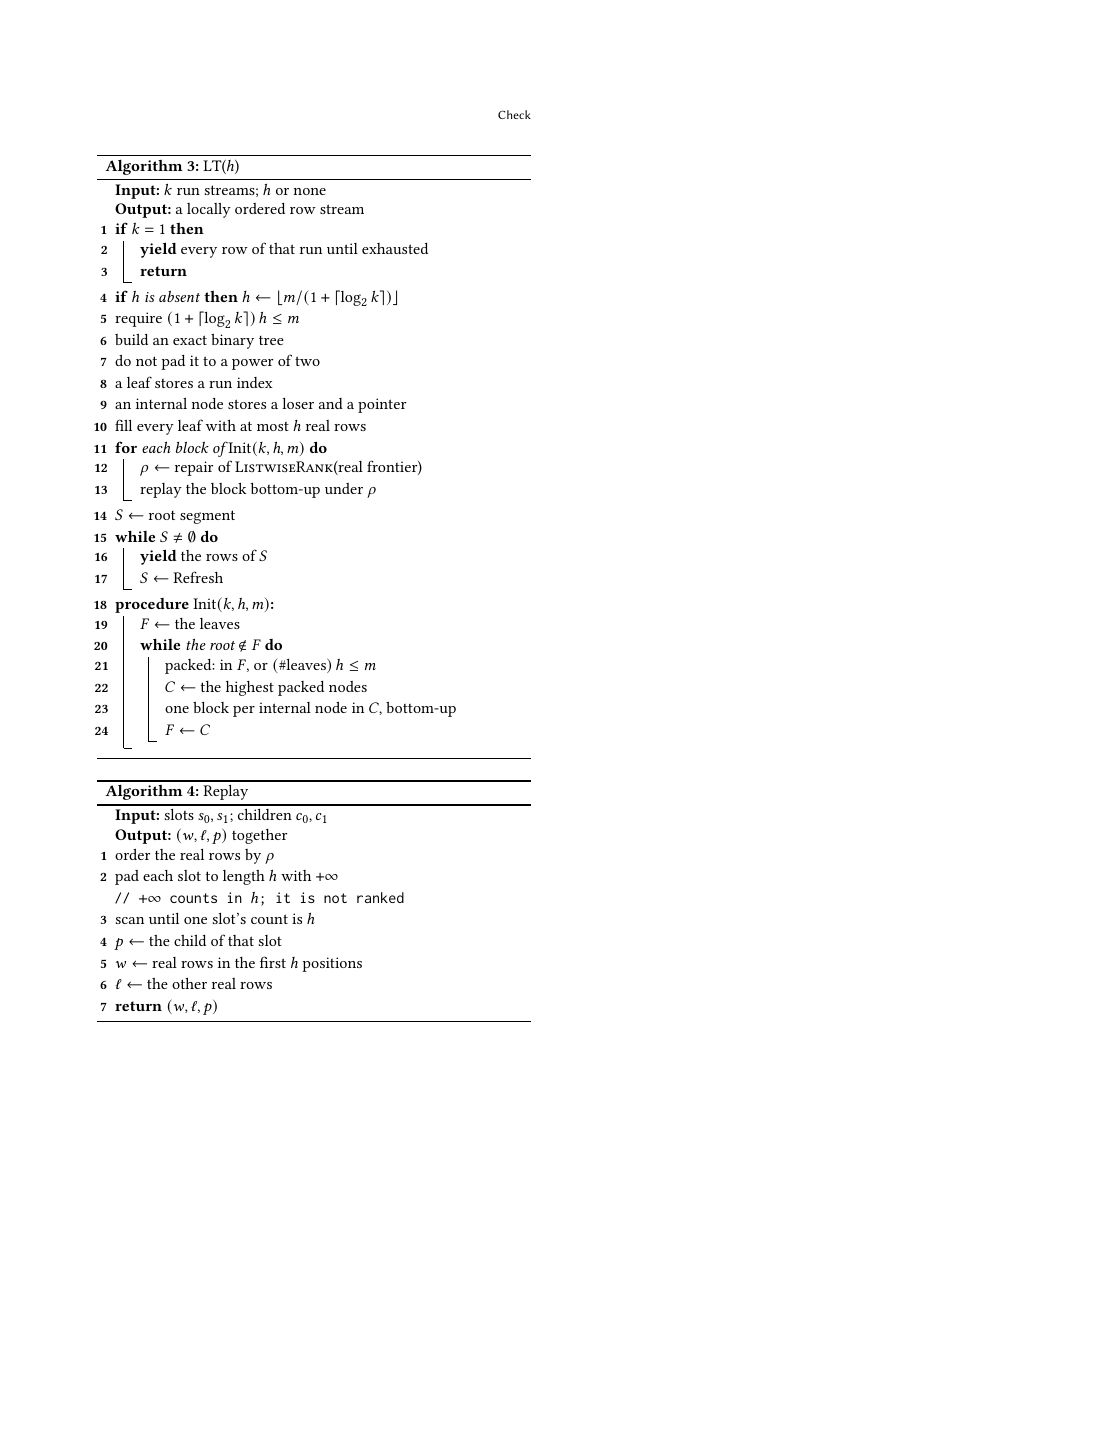 Check
Algorithm 3: LT(h)
Input: k run streams; h or none
Output: a locally ordered row stream
1 if k = 1 then
2 yield every row of that run until exhausted
3 return
4 if h is absent then h ← ⌊m/(1 + ⌈log₂ k⌉)⌋
5 require (1 + ⌈log₂ k⌉) h ≤ m
6 build an exact binary tree
7 do not pad it to a power of two
8 a leaf stores a run index
9 an internal node stores a loser and a pointer
10 fill every leaf with at most h real rows
11 for each block of Init(k, h, m) do
12 ρ ← repair of ListwiseRank(real frontier)
13 replay the block bottom-up under ρ
14 S ← root segment
15 while S ≠ ∅ do
16 yield the rows of S
17 S ← Refresh
18 procedure Init(k, h, m):
19 F ← the leaves
20 while the root ∉ F do
21 packed: in F, or (#leaves) h ≤ m
22 C ← the highest packed nodes
23 one block per internal node in C, bottom-up
24 F ← C
Algorithm 4: Replay
Input: slots s₀, s₁; children c₀, c₁
Output: (w, ℓ, p) together
1 order the real rows by ρ
2 pad each slot to length h with +∞
// +∞ counts in h; it is not ranked
3 scan until one slot's count is h
4 p ← the child of that slot
5 w ← real rows in the first h positions
6 ℓ ← the other real rows
7 return (w, ℓ, p)